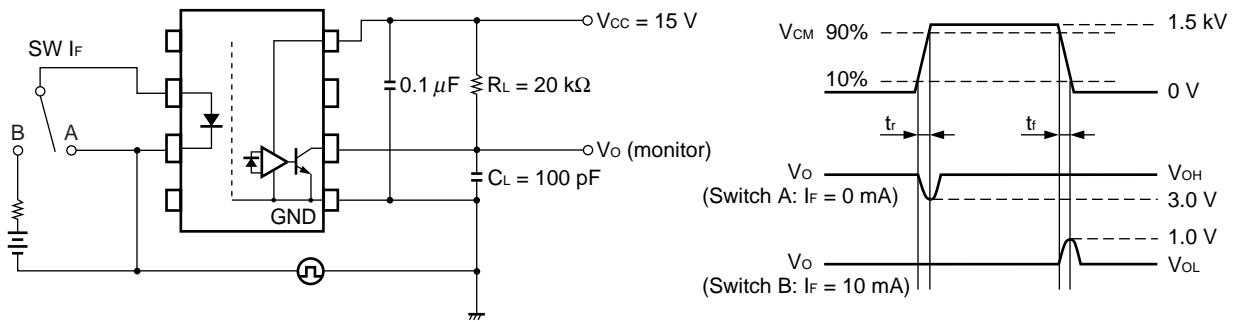 SW IF
B
A
GND
0.1 μF
VCC = 15 V
RL = 20 kΩ
VO (monitor)
CL = 100 pF
VCM 90%
10%
1.5 kV
0 V
tr
tf
VO
(Switch A: IF = 0 mA)
VOH
3.0 V
1.0 V
VO
(Switch B: IF = 10 mA)
VOL